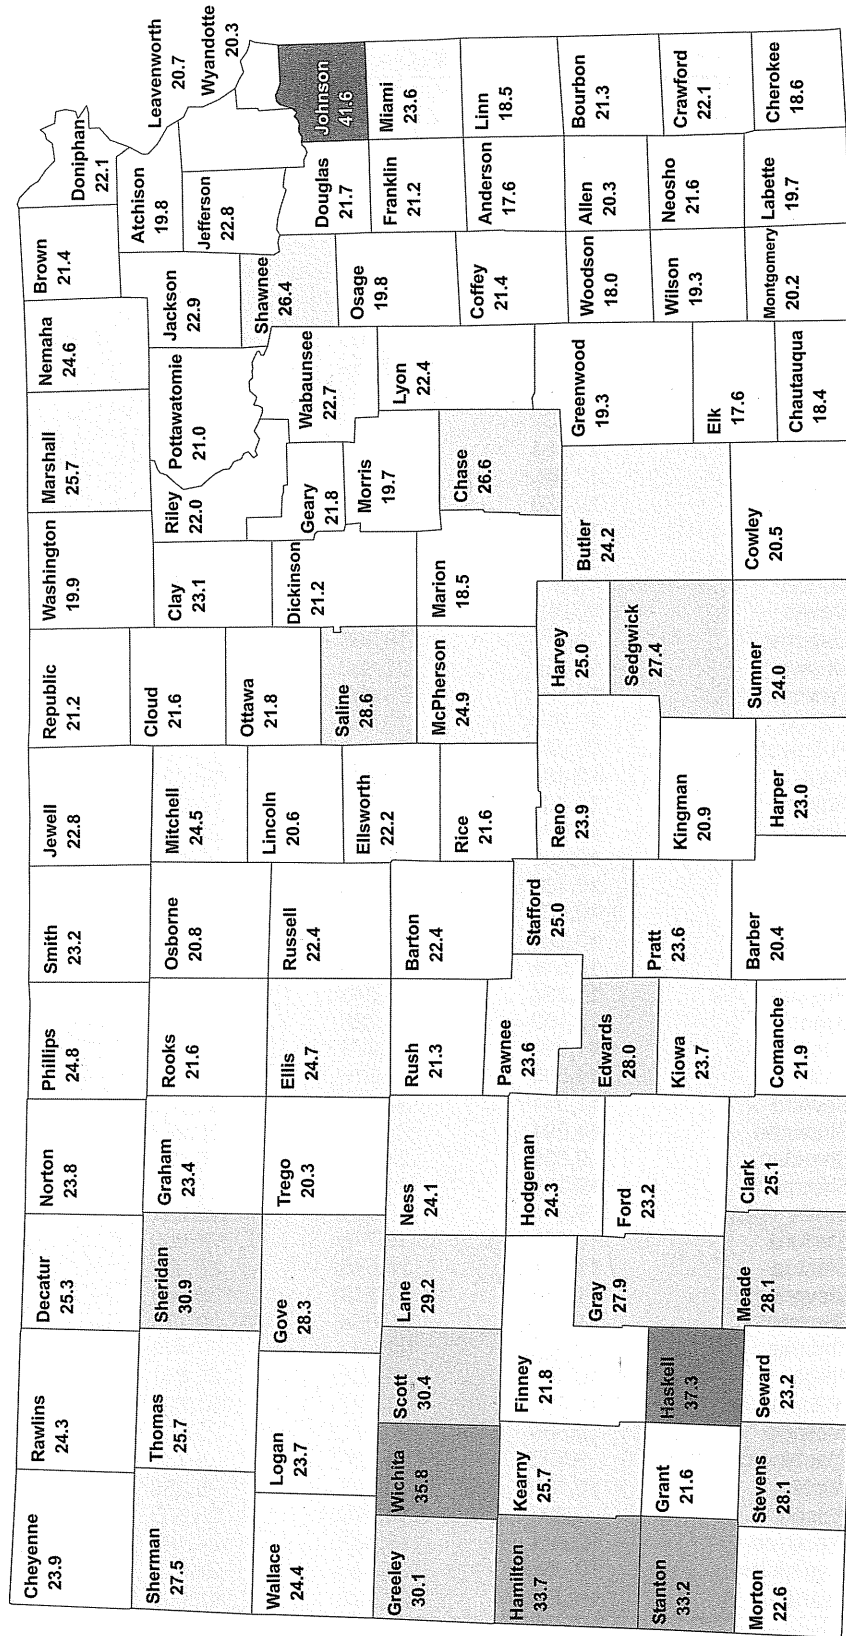 Cheyenne
23.9
Rawlins
24.3
Decatur
25.3
Norton
23.8
Phillips
24.8
Smith
23.2
Jewell
22.8
Republic
21.2
Washington
19.9
Marshall
25.7
Nemaha
24.6
Brown
21.4
Doniphan
22.1
Sherman
27.5
Thomas
25.7
Sheridan
30.9
Graham
23.4
Rooks
21.6
Osborne
20.8
Mitchell
24.5
Cloud
21.6
Clay
23.1
Riley
22.0
Pottawatomie
21.0
Jackson
22.9
Atchison
19.8
Jefferson
22.8
Leavenworth
20.7
Wyandotte
20.3
Wallace
24.4
Logan
23.7
Gove
28.3
Trego
20.3
Ellis
24.7
Russell
22.4
Lincoln
20.6
Ottawa
21.8
Saline
28.6
Dickinson
21.2
Geary
21.8
Morris
19.7
Wabaunsee
22.7
Shawnee
26.4
Osage
19.8
Douglas
21.7
Johnson
41.6
Franklin
21.2
Miami
23.6
Greeley
30.1
Wichita
35.8
Scott
30.4
Lane
29.2
Ness
24.1
Rush
21.3
Barton
22.4
Ellsworth
22.2
Rice
21.6
McPherson
24.9
Marion
18.5
Chase
26.6
Lyon
22.4
Coffey
21.4
Anderson
17.6
Linn
18.5
Hamilton
33.7
Kearny
25.7
Finney
21.8
Hodgeman
24.3
Pawnee
23.6
Edwards
28.0
Stafford
25.0
Reno
23.9
Harvey
25.0
Sedgwick
27.4
Butler
24.2
Greenwood
19.3
Woodson
18.0
Allen
20.3
Bourbon
21.3
Stanton
33.2
Grant
21.6
Haskell
37.3
Gray
27.9
Ford
23.2
Kiowa
23.7
Pratt
23.6
Kingman
20.9
Elk
17.6
Wilson
19.3
Neosho
21.6
Crawford
22.1
Morton
22.6
Stevens
28.1
Seward
23.2
Meade
28.1
Clark
25.1
Comanche
21.9
Barber
20.4
Harper
23.0
Sumner
24.0
Cowley
20.5
Chautauqua
18.4
Montgomery
20.2
Labette
19.7
Cherokee
18.6